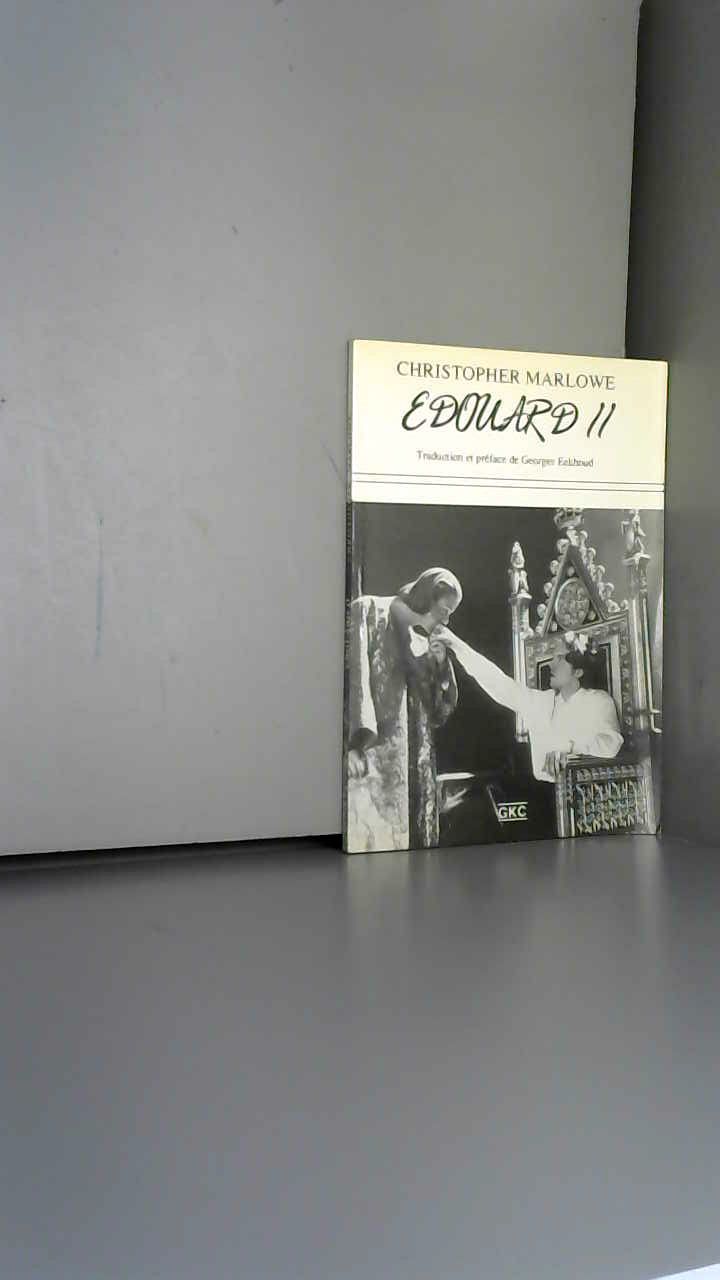 CHRISTOPHER MARLOWE
EDOUARD II
Traduction et préface de Georges Eekhoud
GKC